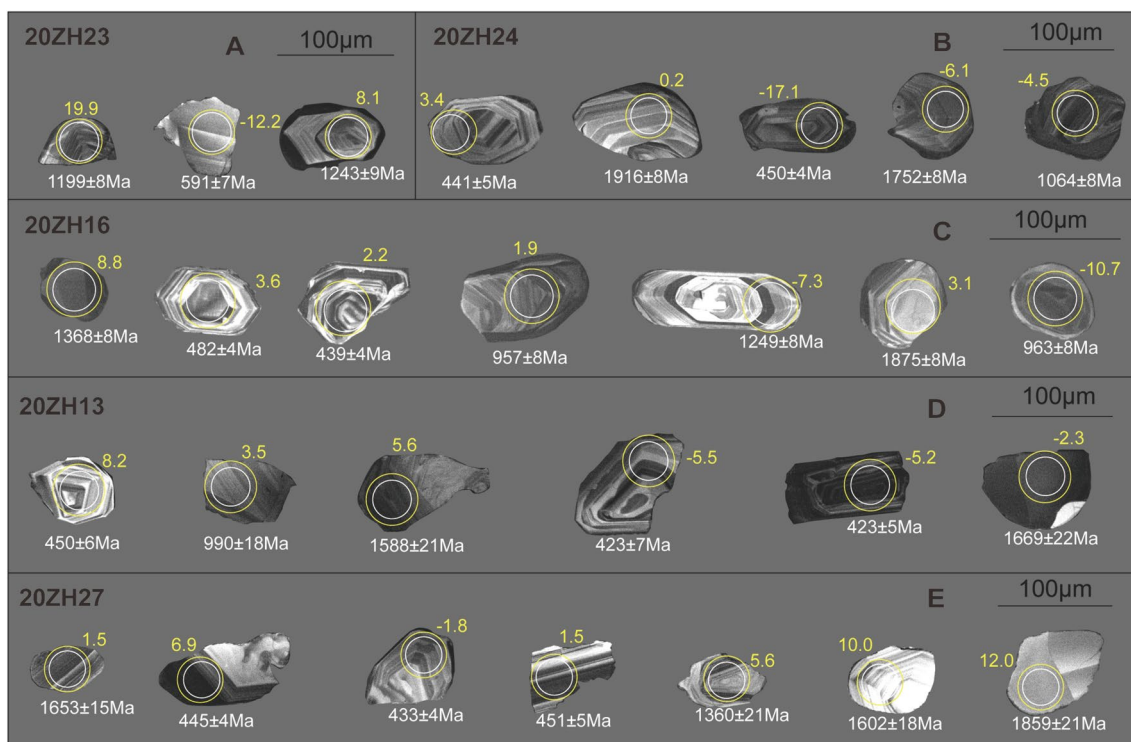 20ZH23
A
100µm
19.9
1199±8Ma
-12.2
591±7Ma
8.1
1243±9Ma
20ZH24
B
100µm
3.4
441±5Ma
0.2
1916±8Ma
-17.1
450±4Ma
-6.1
1752±8Ma
-4.5
1064±8Ma
20ZH16
C
100µm
8.8
1368±8Ma
3.6
482±4Ma
2.2
439±4Ma
1.9
957±8Ma
-7.3
1249±8Ma
3.1
1875±8Ma
-10.7
963±8Ma
20ZH13
D
100µm
8.2
450±6Ma
3.5
990±18Ma
5.6
1588±21Ma
-5.5
423±7Ma
-5.2
423±5Ma
-2.3
1669±22Ma
20ZH27
E
100µm
1.5
1653±15Ma
6.9
445±4Ma
-1.8
433±4Ma
1.5
451±5Ma
5.6
1360±21Ma
10.0
1602±18Ma
12.0
1859±21Ma